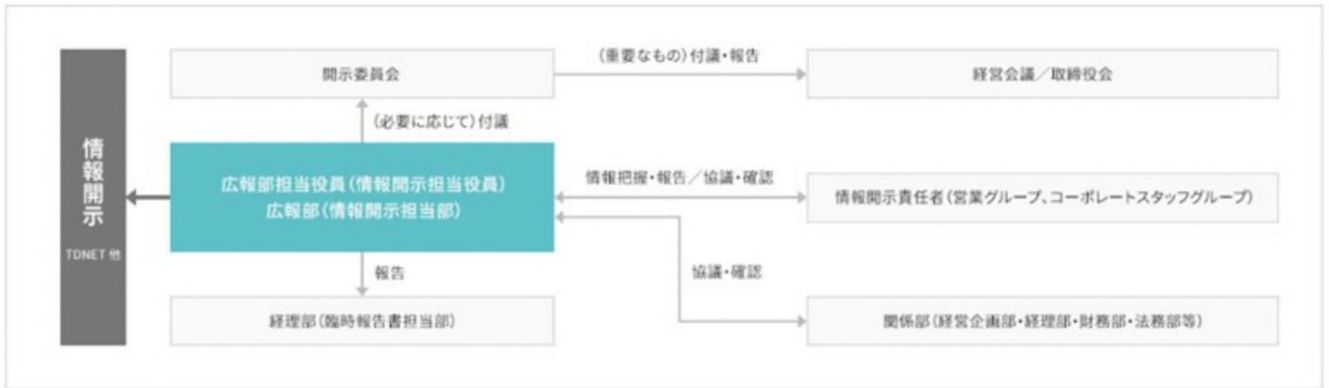 開示委員会
(重要なもの)付議・報告
経営会議／取締役会
(必要に応じて)付議
情報開示
TDNET 他
広報部担当役員(情報開示担当役員)
広報部(情報開示担当部)
情報把握・報告／協議・確認
情報開示責任者(営業グループ、コーポレートスタッフグループ)
報告
協議・確認
経理部(臨時報告書担当部)
関係部(経営企画部・経理部・財務部・法務部等)